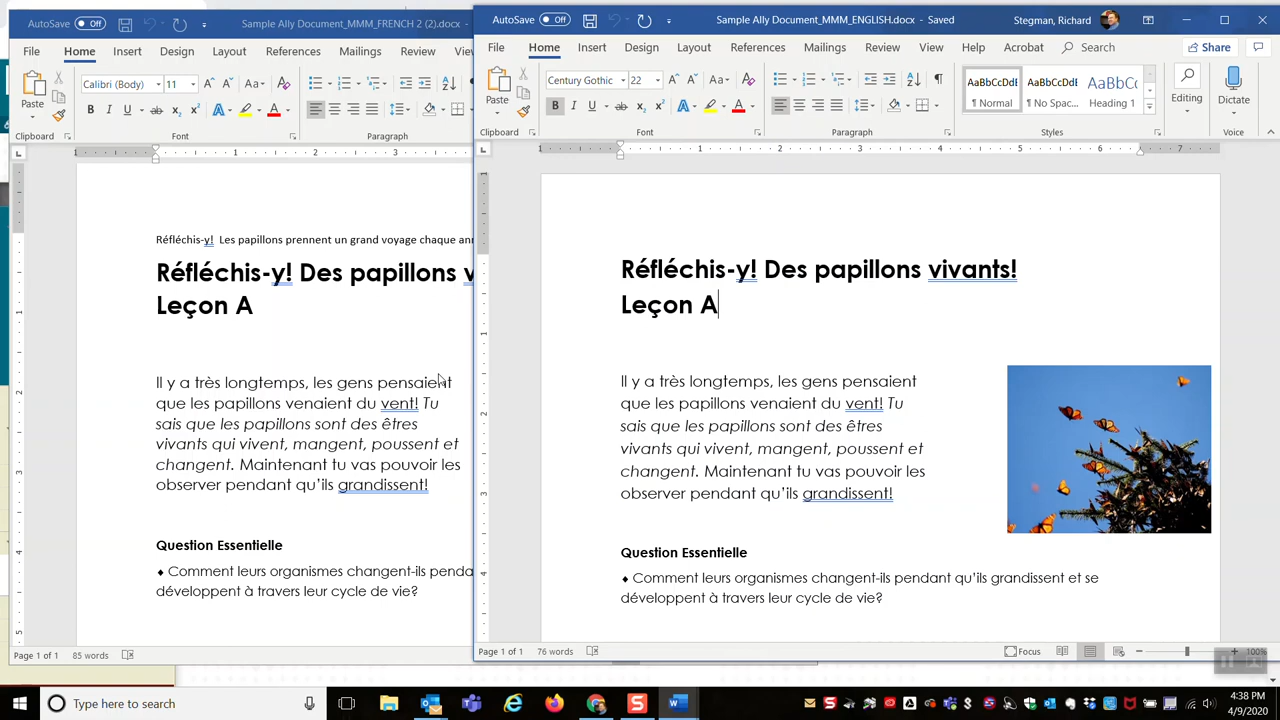 AutoSave Off
Sample Ally Document_MMM_FRENCH 2 (2).docx
File Home Insert Design Layout References Mailings Review
Calibri (Body) 11
Paste
Clipboard Font Paragraph
Réfléchis-y! Les papillons prennent un grand voyage chaque
Réfléchis-y! Des papillons
Leçon A
Il y a très longtemps, les gens pensaient
que les papillons venaient du vent! Tu
sais que les papillons sont des êtres
vivants qui vivent, mangent, poussent et
changent. Maintenant tu vas pouvoir les
observer pendant qu’ils grandissent!
Question Essentielle
⬧ Comment leurs organismes changent-ils
développent à travers leur cycle de vie?
Page 1 of 1 85 words
AutoSave Off
Sample Ally Document_MMM_ENGLISH.docx - Saved
Stegman, Richard
File Home Insert Design Layout References Mailings Review View Help Acrobat Search Share
Century Gothic 22
Paste
AaBbCcDdI AaBbCcDdI AaBbCc
¶ Normal ¶ No Spac... Heading 1
Editing
Dictate
Clipboard Font Paragraph Styles Voice
Réfléchis-y! Des papillons vivants!
Leçon A
Il y a très longtemps, les gens pensaient
que les papillons venaient du vent! Tu
sais que les papillons sont des êtres
vivants qui vivent, mangent, poussent et
changent. Maintenant tu vas pouvoir les
observer pendant qu’ils grandissent!
Question Essentielle
⬧ Comment leurs organismes changent-ils pendant qu’ils grandissent et se
développent à travers leur cycle de vie?
Page 1 of 1 76 words
Focus
100%
Type here to search
4:38 PM
4/9/2020